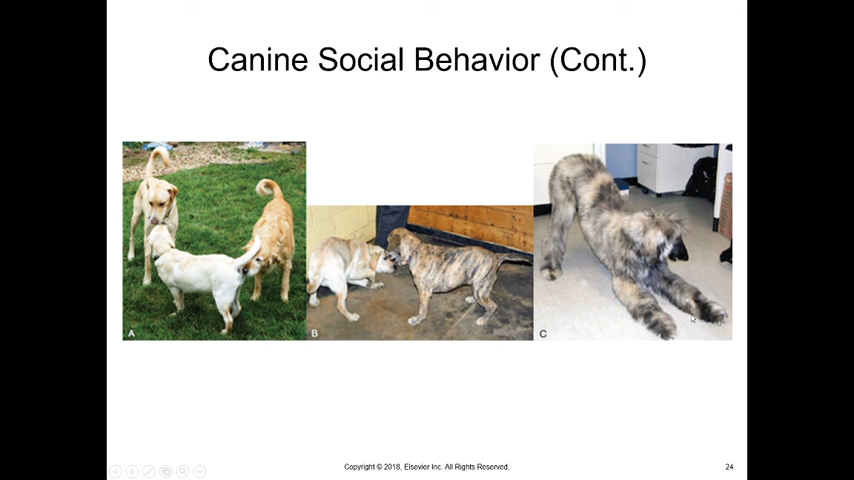 Canine Social Behavior (Cont.)
A
B
C
Copyright © 2018, Elsevier Inc. All Rights Reserved.
24